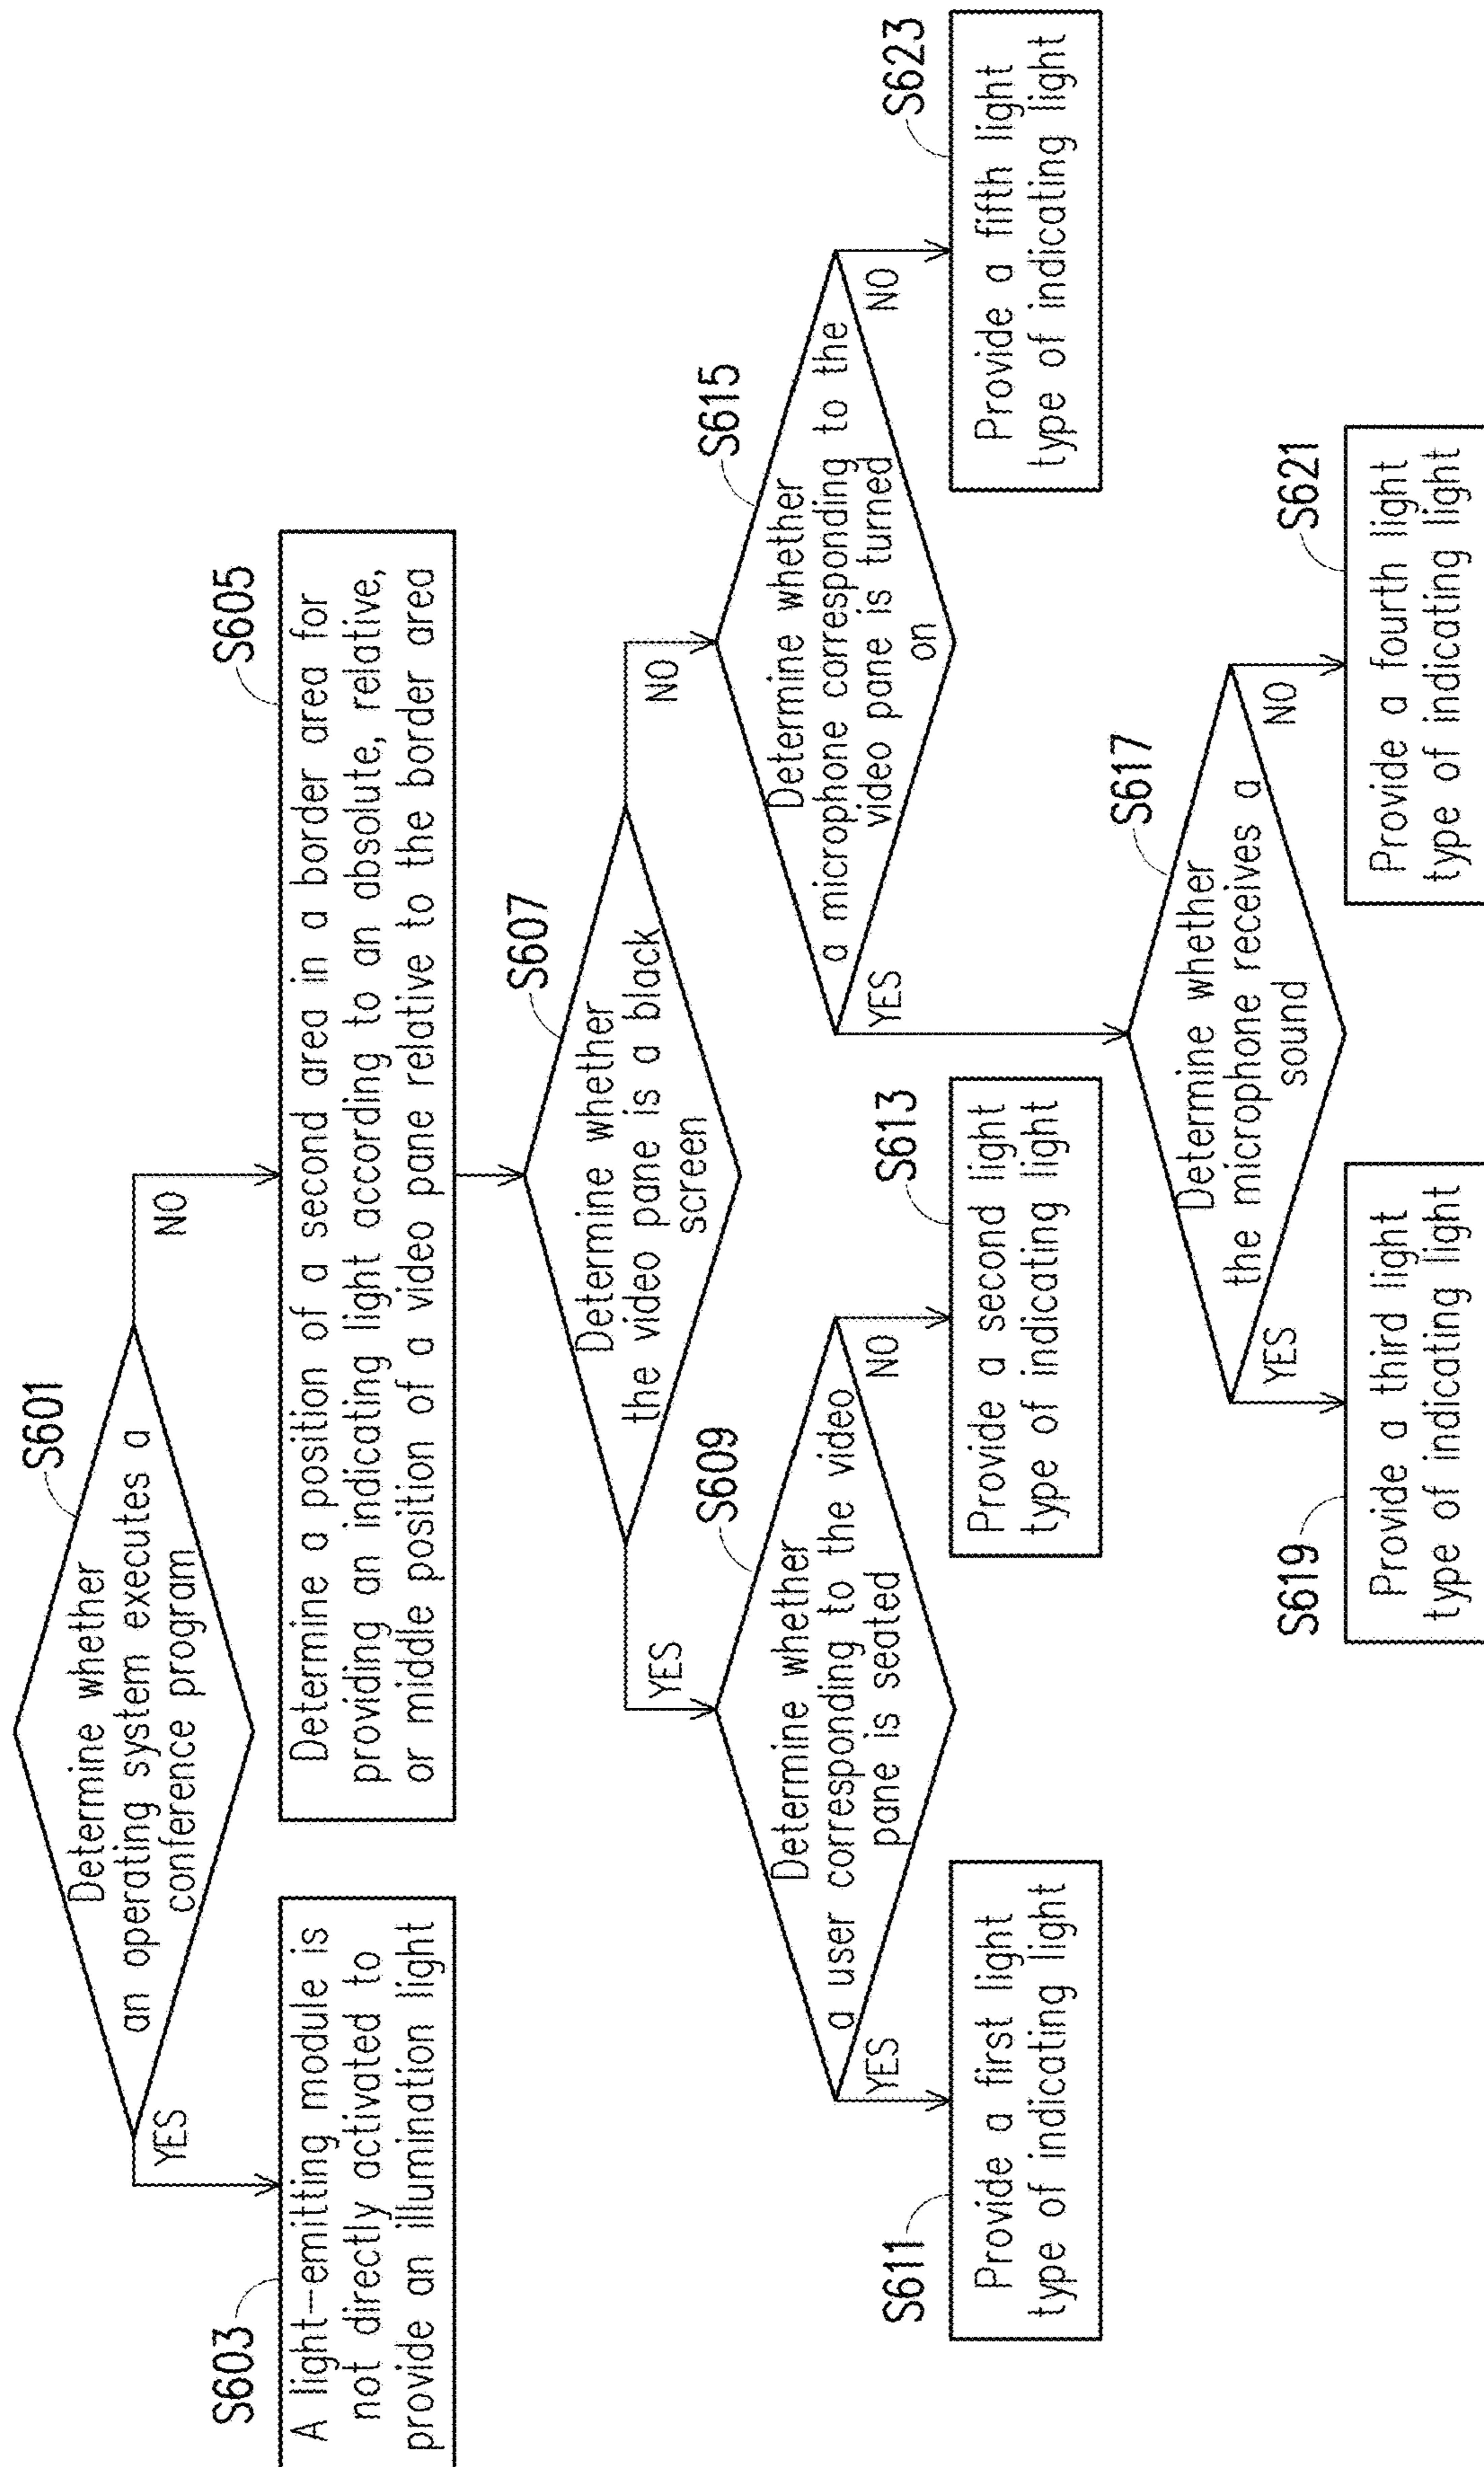 S601
Determine whether
an operating system executes a
conference program
YES
NO
S603
A light-emitting module is
not directly activated to
provide an illumination light
S605
Determine a position of a second area in a border area for
providing an indicating light according to an absolute, relative,
or middle position of a video pane relative to the border area
S607
Determine whether
the video pane is a black
screen
YES
NO
S609
Determine whether
a user corresponding to the video
pane is seated
YES
NO
S615
Determine whether
a microphone corresponding to the
video pane is turned
on
YES
NO
S611
Provide a first light
type of indicating light
S613
Provide a second light
type of indicating light
S623
Provide a fifth light
type of indicating light
S617
Determine whether
the microphone receives a
sound
YES
NO
S619
Provide a third light
type of indicating light
S621
Provide a fourth light
type of indicating light